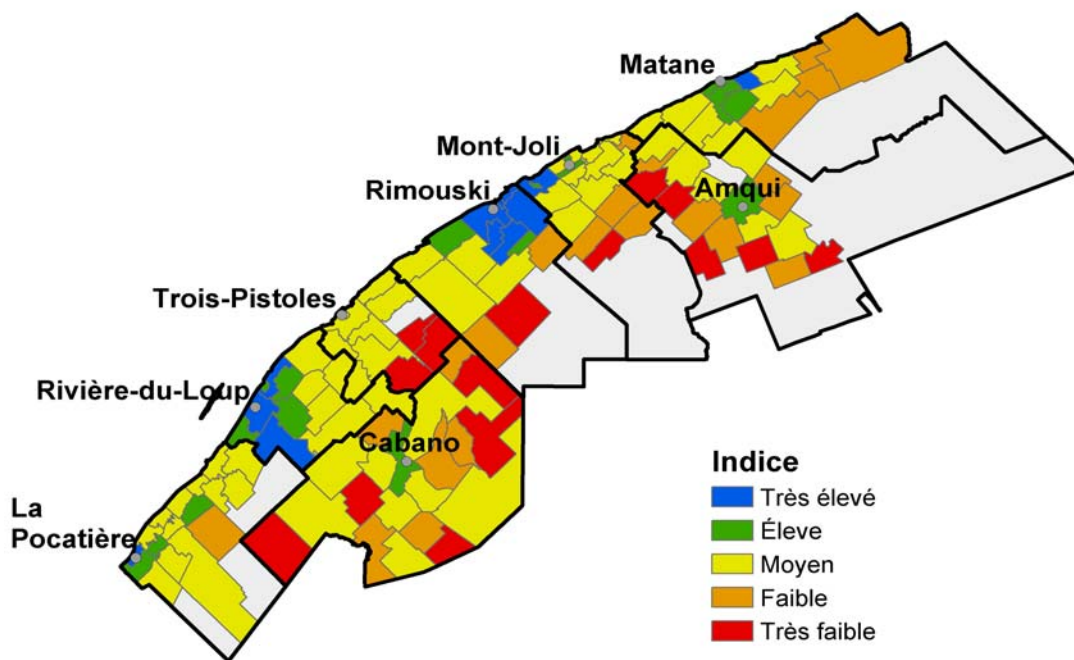 Matane
Mont-Joli
Rimouski
Amqui
Trois-Pistoles
Rivière-du-Loup
Cabano
La
Pocatière
Indice
Très élevé
Éleve
Moyen
Faible
Très faible